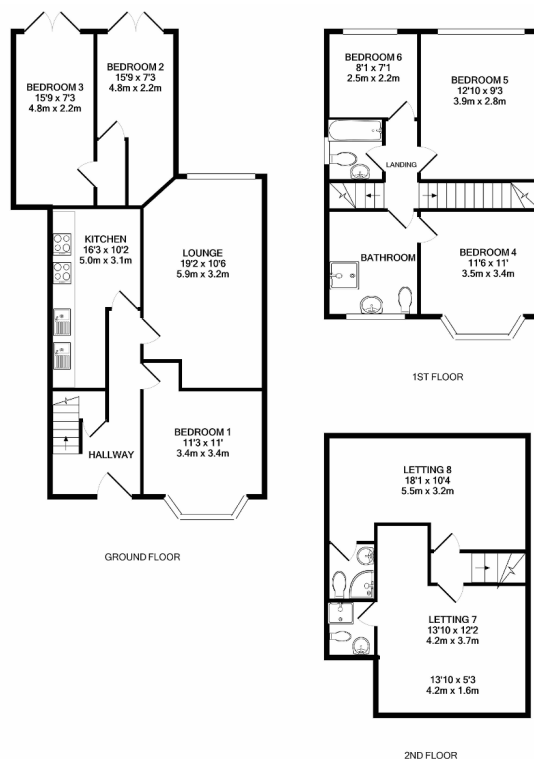 BEDROOM 3
15'9 x 7'3
4.8m x 2.2m
BEDROOM 2
15'9 x 7'3
4.8m x 2.2m
KITCHEN
16'3 x 10'2
5.0m x 3.1m
LOUNGE
19'2 x 10'6
5.9m x 3.2m
BEDROOM 1
11'3 x 11'
3.4m x 3.4m
HALLWAY
GROUND FLOOR
BEDROOM 6
8'1 x 7'1
2.5m x 2.2m
BEDROOM 5
12'10 x 9'3
3.9m x 2.8m
LANDING
BATHROOM
BEDROOM 4
11'6 x 11'
3.5m x 3.4m
1ST FLOOR
LETTING 8
18'1 x 10'4
5.5m x 3.2m
LETTING 7
13'10 x 12'2
4.2m x 3.7m
13'10 x 5'3
4.2m x 1.6m
2ND FLOOR